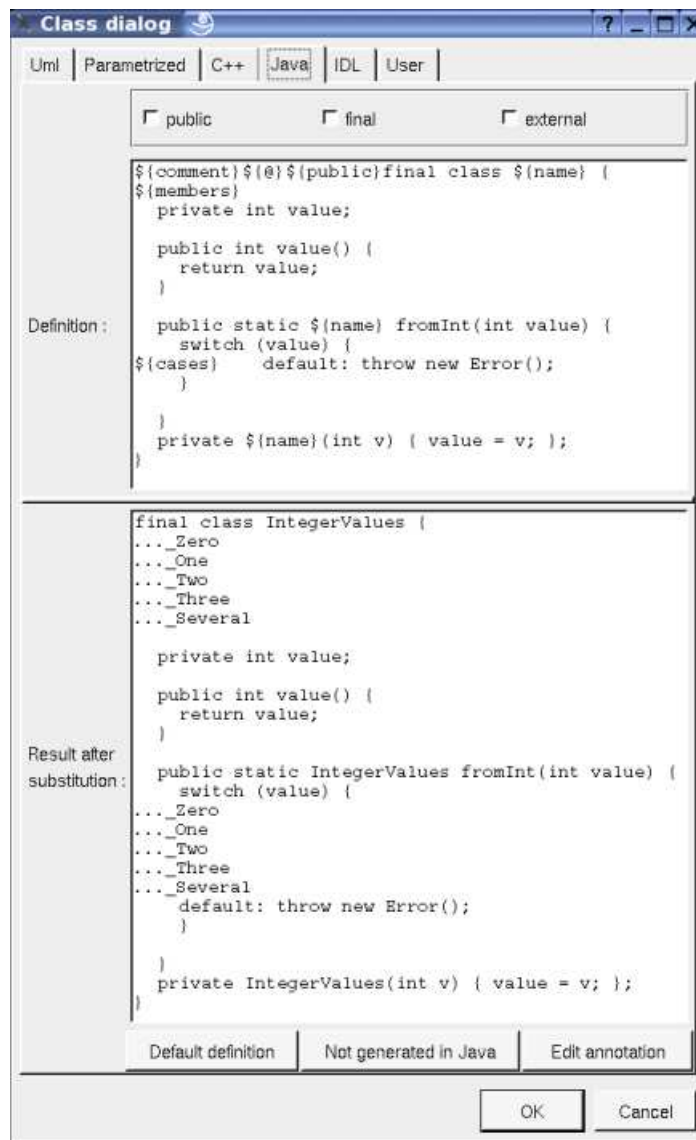 Class dialog
Uml Parametrized C++ Java IDL User
public final external
Definition :
${comment}${@}${public}final class ${name} {
${members}
  private int value;
  public int value() {
    return value;
  }
  public static ${name} fromInt(int value) {
    switch (value) {
${cases}    default: throw new Error();
    }
  }
  private ${name}(int v) { value = v; };
}
Result after
substitution :
final class IntegerValues {
..._Zero
..._One
..._Two
..._Three
..._Several
  private int value;
  public int value() {
    return value;
  }
  public static IntegerValues fromInt(int value) {
    switch (value) {
..._Zero
..._One
..._Two
..._Three
..._Several
    default: throw new Error();
    }
  }
  private IntegerValues(int v) { value = v; };
}
Default definition Not generated in Java Edit annotation
OK Cancel